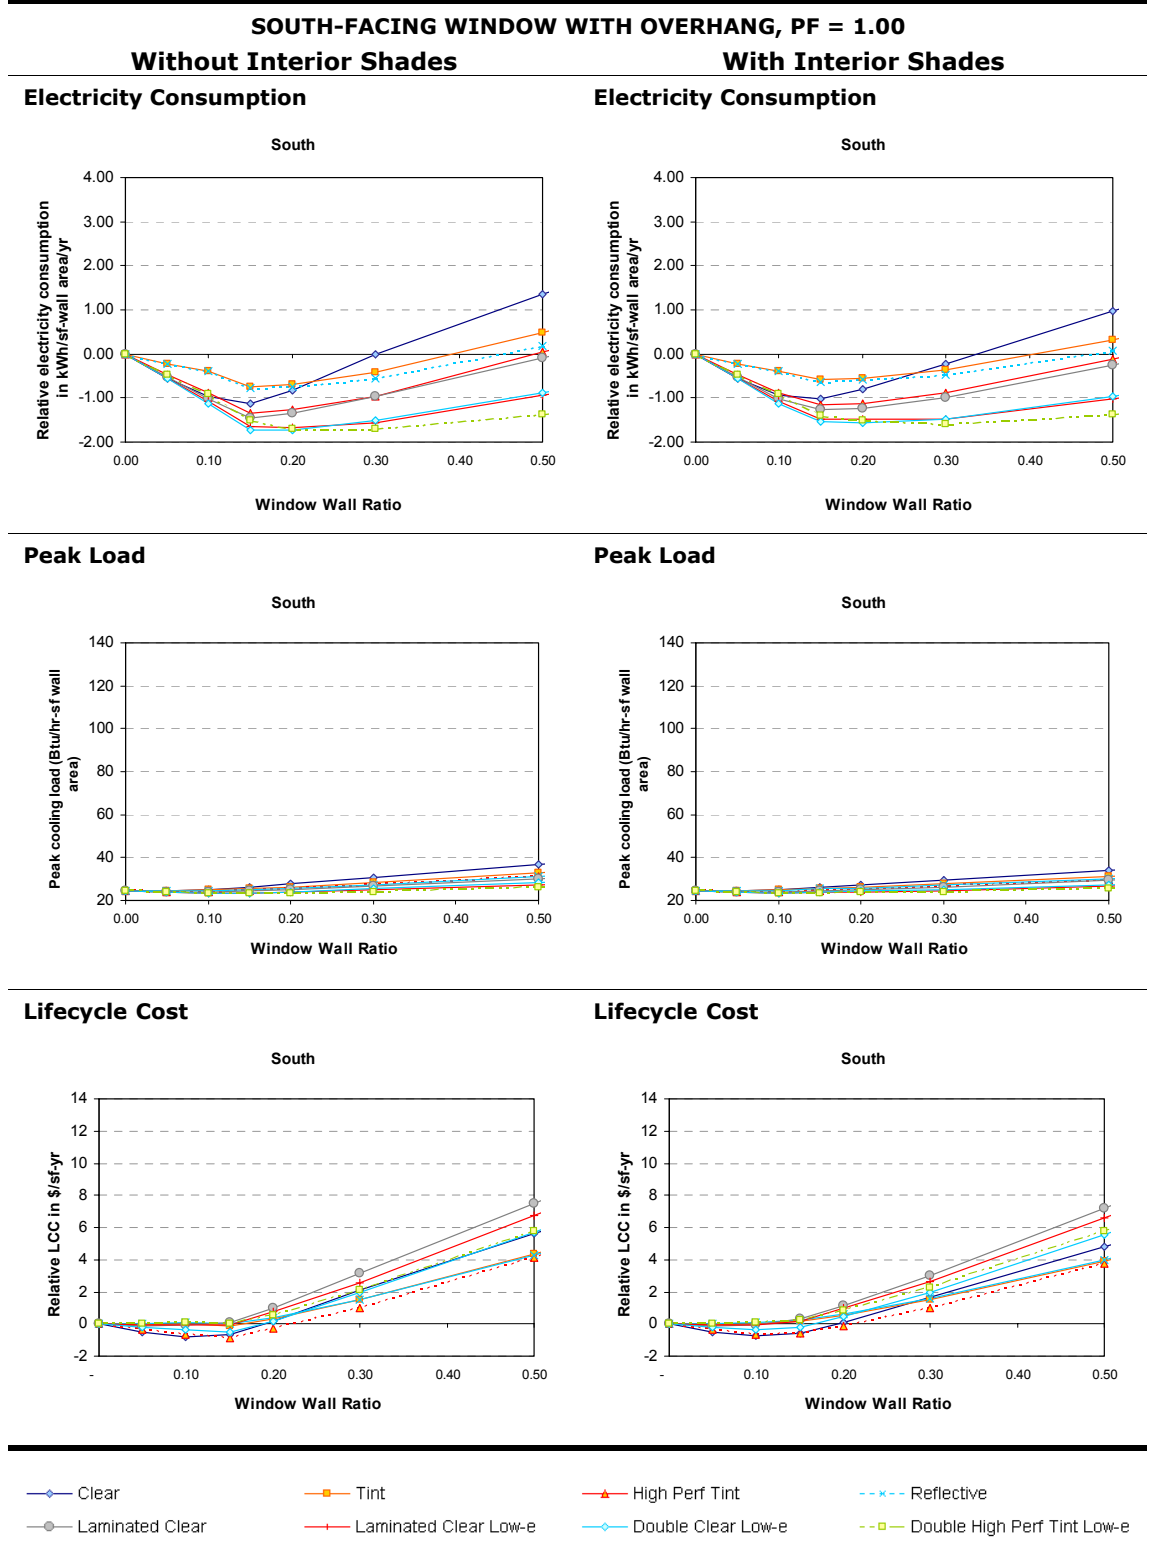 SOUTH-FACING WINDOW WITH OVERHANG, PF = 1.00
Without Interior Shades
With Interior Shades
Electricity Consumption
Electricity Consumption
South
4.00
3.00
2.00
1.00
0.00
-1.00
-2.00
0.00 0.10 0.20 0.30 0.40 0.50
Relative electricity consumption
in kWh/sf-wall area/yr
Window Wall Ratio
South
4.00
3.00
2.00
1.00
0.00
-1.00
-2.00
0.00 0.10 0.20 0.30 0.40 0.50
Relative electricity consumption
in kWh/sf-wall area/yr
Window Wall Ratio
Peak Load
Peak Load
South
140
120
100
80
60
40
20
0.00 0.10 0.20 0.30 0.40 0.50
Peak cooling load (Btu/hr-sf wall
area)
Window Wall Ratio
South
140
120
100
80
60
40
20
0.00 0.10 0.20 0.30 0.40 0.50
Peak cooling load (Btu/hr-sf wall
area)
Window Wall Ratio
Lifecycle Cost
Lifecycle Cost
South
14
12
10
8
6
4
2
0
-2
- 0.10 0.20 0.30 0.40 0.50
Relative LCC in $/sf-yr
Window Wall Ratio
South
14
12
10
8
6
4
2
0
-2
- 0.10 0.20 0.30 0.40 0.50
Relative LCC in $/sf-yr
Window Wall Ratio
Clear Tint High Perf Tint Reflective
Laminated Clear Laminated Clear Low-e Double Clear Low-e Double High Perf Tint Low-e